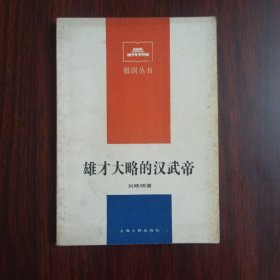 祖国丛书
雄才大略的汉武帝
刘修明著
上海人民出版社